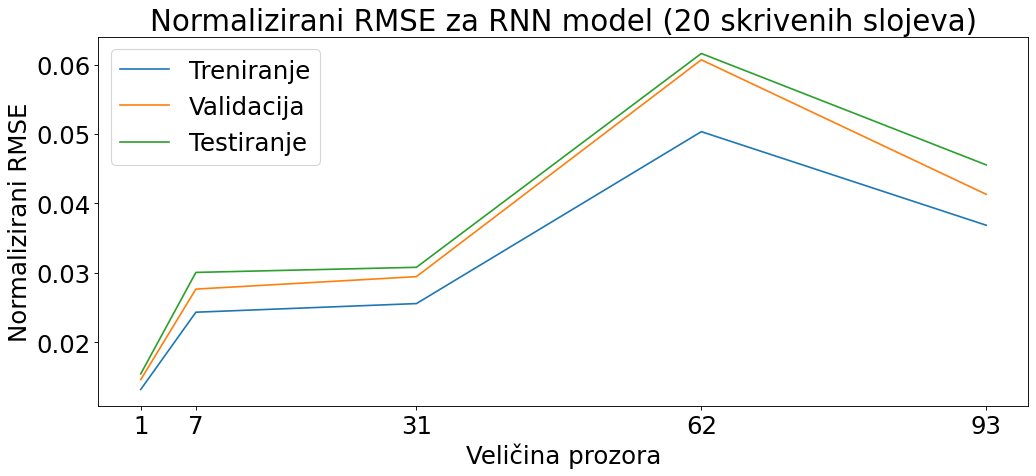 Normalizirani RMSE za RNN model (20 skrivenih slojeva)
Normalizirani RMSE
0.06
0.05
0.04
0.03
0.02
Treniranje
Validacija
Testiranje
1 7 31 62 93
Veličina prozora